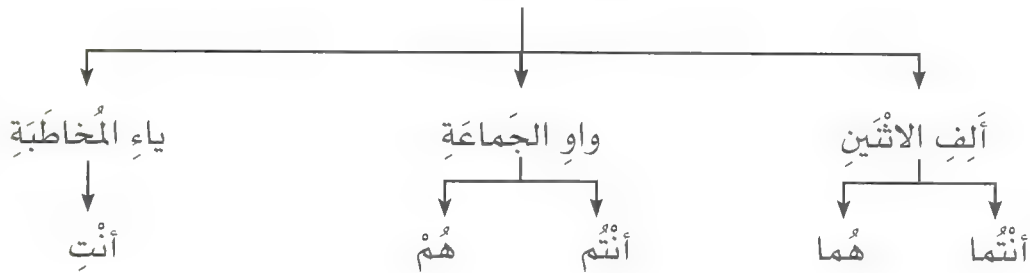 أَلِفِ الاثْنَينِ واوِ الجَماعَةِ ياءِ المُخاطَبَةِ
أنْتُما هُما أنْتُم هُمْ أنْتِ